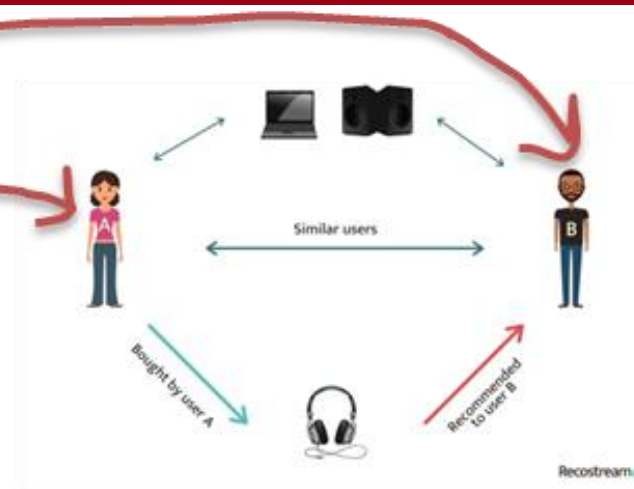 A
B
Similar users
Bought by user A
Recommended
to user B
Recostream